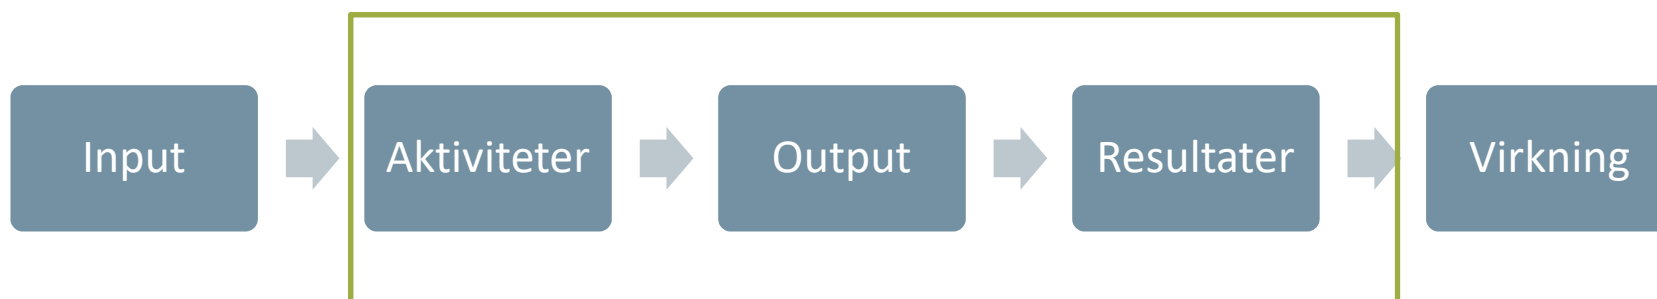 Input
Aktiviteter
Output
Resultater
Virkning